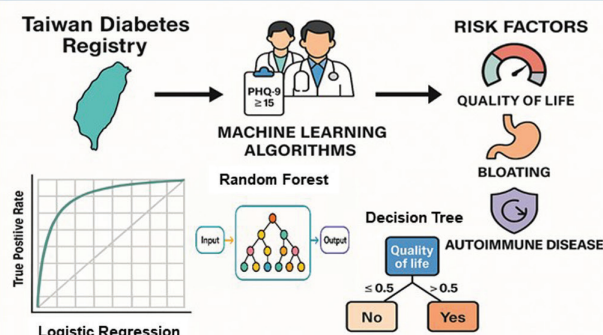 Taiwan Diabetes
Registry
PHQ-9
≥ 15
MACHINE LEARNING
ALGORITHMS
RISK FACTORS
QUALITY OF LIFE
BLOATING
AUTOIMMUNE DISEASE
True Positive Rate
Logistic Regression
Random Forest
Input
Output
Decision Tree
Quality
of life
≤ 0.5
> 0.5
No
Yes